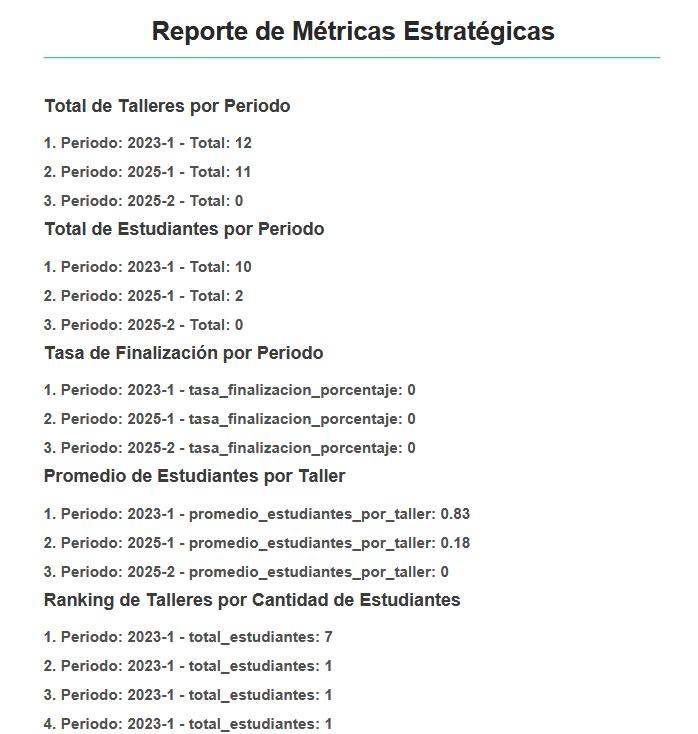 Reporte de Métricas Estratégicas
Total de Talleres por Periodo
1. Periodo: 2023-1 - Total: 12
2. Periodo: 2025-1 - Total: 11
3. Periodo: 2025-2 - Total: 0
Total de Estudiantes por Periodo
1. Periodo: 2023-1 - Total: 10
2. Periodo: 2025-1 - Total: 2
3. Periodo: 2025-2 - Total: 0
Tasa de Finalización por Periodo
1. Periodo: 2023-1 - tasa_finalizacion_porcentaje: 0
2. Periodo: 2025-1 - tasa_finalizacion_porcentaje: 0
3. Periodo: 2025-2 - tasa_finalizacion_porcentaje: 0
Promedio de Estudiantes por Taller
1. Periodo: 2023-1 - promedio_estudiantes_por_taller: 0.83
2. Periodo: 2025-1 - promedio_estudiantes_por_taller: 0.18
3. Periodo: 2025-2 - promedio_estudiantes_por_taller: 0
Ranking de Talleres por Cantidad de Estudiantes
1. Periodo: 2023-1 - total_estudiantes: 7
2. Periodo: 2023-1 - total_estudiantes: 1
3. Periodo: 2023-1 - total_estudiantes: 1
4. Periodo: 2023-1 - total_estudiantes: 1